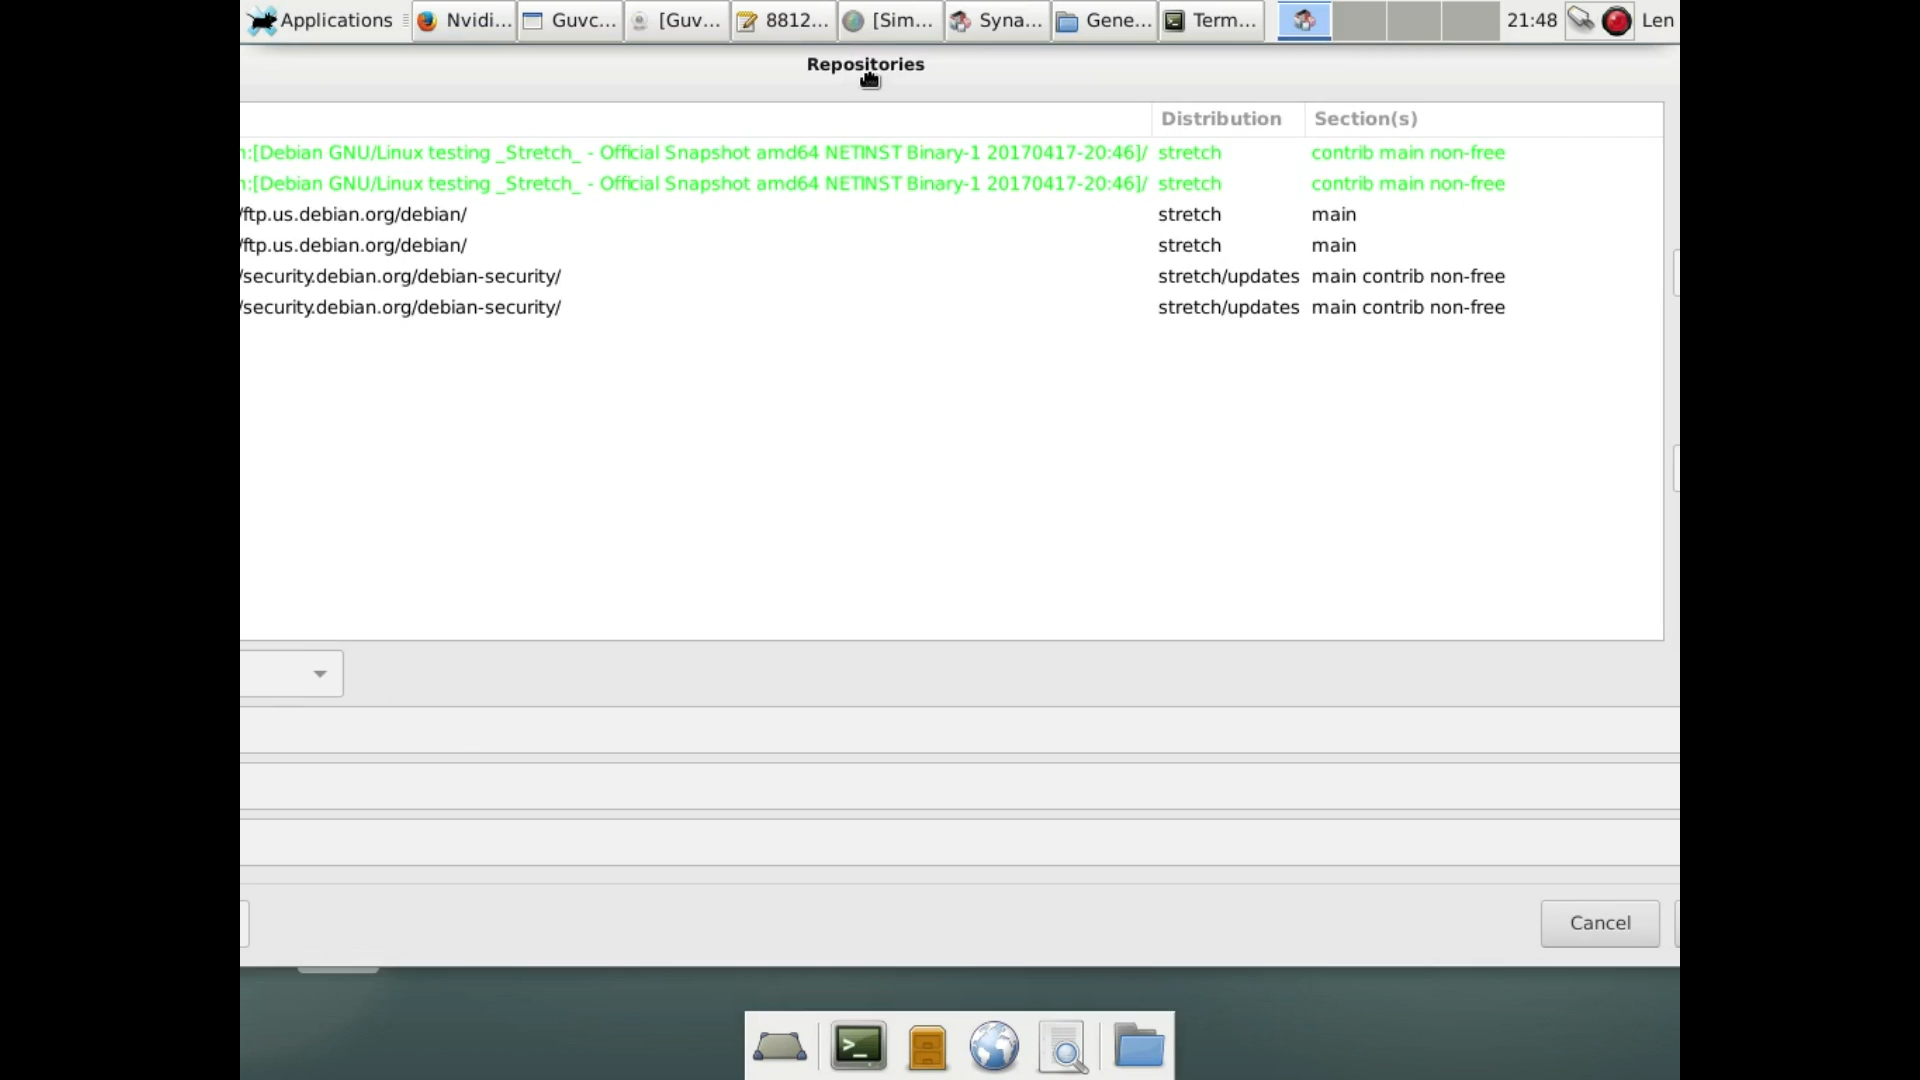 Applications Nvidi... Guvc... [Guv... 8812... [Sim... Syna... Gene... Term... 21:48 Len
Repositories
Distribution Section(s)
:[Debian GNU/Linux testing _Stretch_ - Official Snapshot amd64 NETINST Binary-1 20170417-20:46]/ stretch contrib main non-free
:[Debian GNU/Linux testing _Stretch_ - Official Snapshot amd64 NETINST Binary-1 20170417-20:46]/ stretch contrib main non-free
/ftp.us.debian.org/debian/ stretch main
/ftp.us.debian.org/debian/ stretch main
/security.debian.org/debian-security/ stretch/updates main contrib non-free
/security.debian.org/debian-security/ stretch/updates main contrib non-free
Cancel